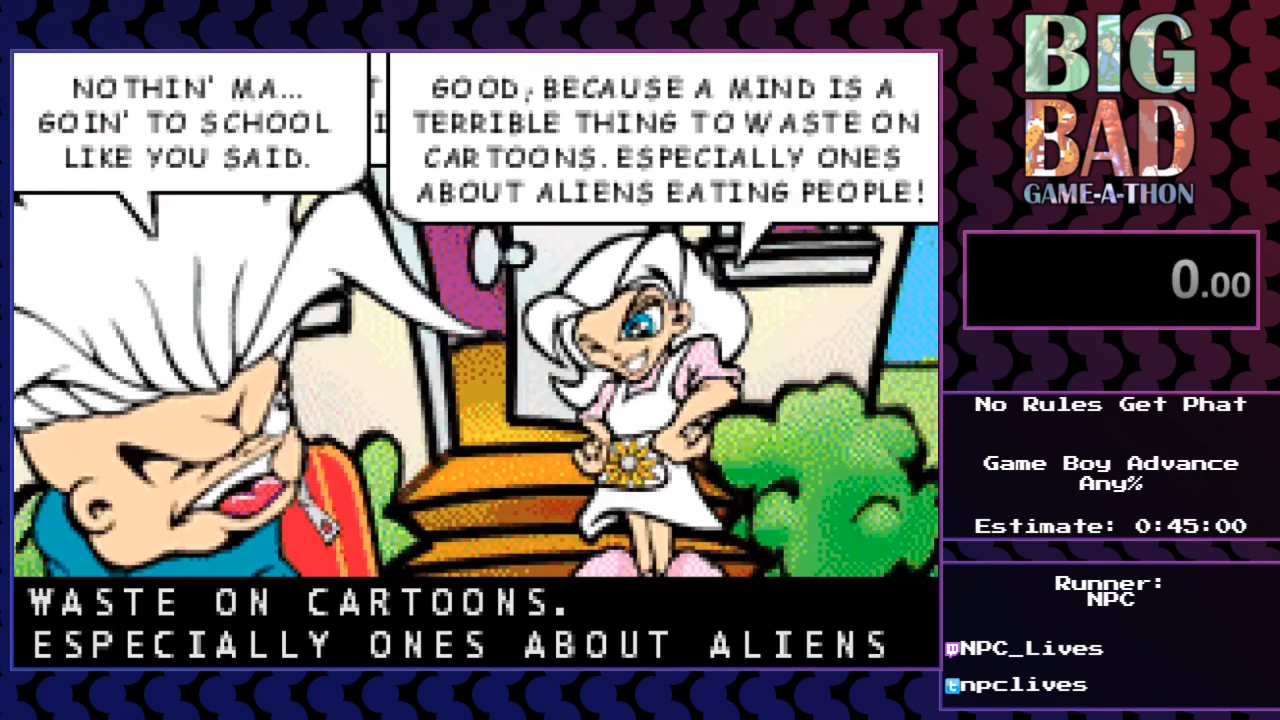 NOTHIN' MA...
GOIN' TO SCHOOL
LIKE YOU SAID.
GOOD, BECAUSE A MIND IS A
TERRIBLE THING TO WASTE ON
CARTOONS. ESPECIALLY ONES
ABOUT ALIENS EATING PEOPLE!
WASTE ON CARTOONS.
ESPECIALLY ONES ABOUT ALIENS
BIG
BAD
GAME-A-THON
0.00
No Rules Get Phat
Game Boy Advance
Any%
Estimate: 0:45:00
Runner:
NPC
@NPC_Lives
npclives